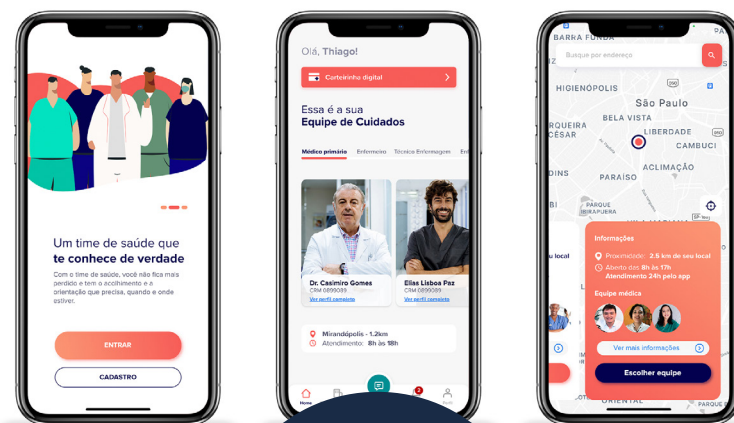 Um time de saúde que
te conhece de verdade
Com o time de saúde, você não fica mais
perdido e tem o acolhimento e a
orientação que precisa, quando e onde
estiver.
ENTRAR
CADASTRO
Olá, Thiago!
Carteirinha digital
Essa é a sua
Equipe de Cuidados
Médico primário Enfermeiro Técnico Enfermagem
Dr. Casimiro Gomes
CRM 0899089
Ver perfil completo
Elias Lisboa Paz
CRM 0899089
Ver perfil completo
Mirandópolis - 1.2km
Atendimento: 8h às 18h
Home
2
BARRA FUNDA
Busque por endereço
HIGIENÓPOLIS
São Paulo
BELA VISTA
LIBERDADE
CAMBUCI
ACLIMAÇÃO
PARAÍSO
PARQUE
IBIRAPUERA
Informações
Proximidade: 2.5 km de seu local
Aberto das 8h às 17h
Atendimento 24h pelo app
Equipe médica
Ver mais informações
Escolher equipe